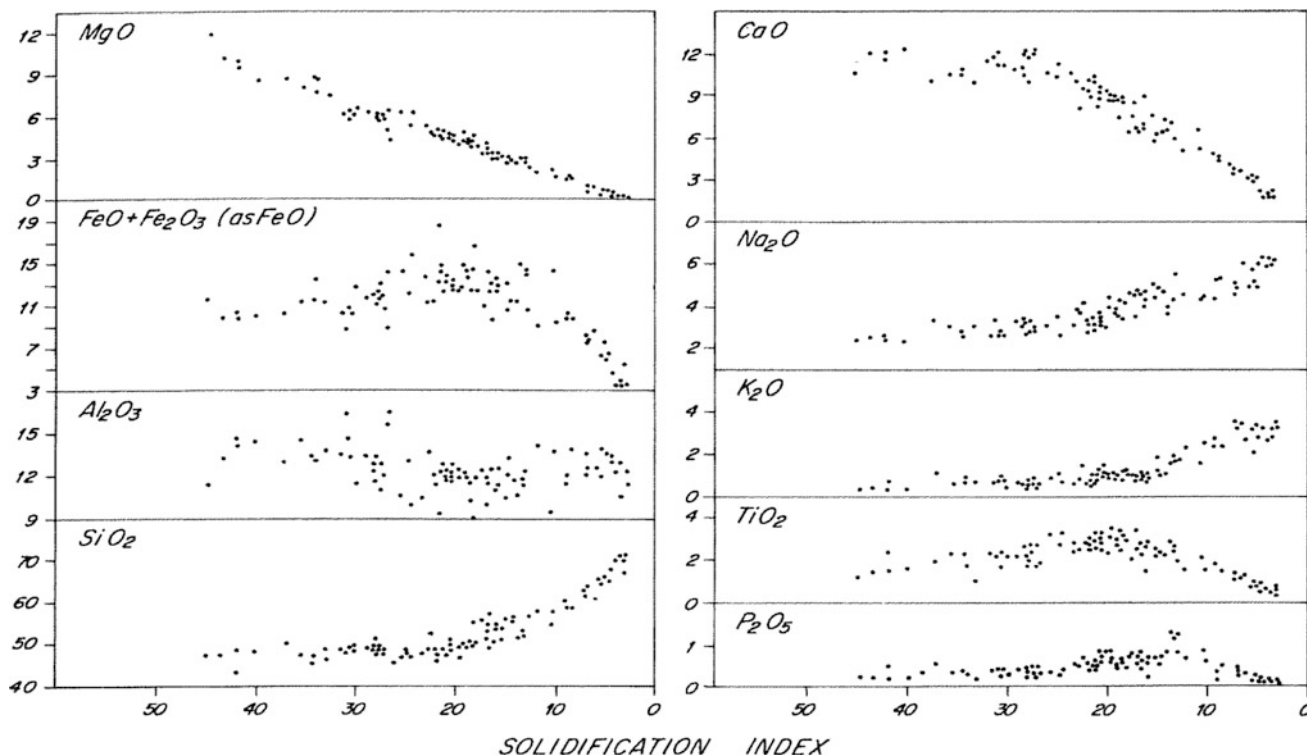 MgO
12
9
6
3
0
FeO+Fe₂O₃ (as FeO)
19
15
11
7
3
Al₂O₃
15
12
9
SiO₂
70
60
50
40
50 40 30 20 10 0
CaO
12
9
6
3
0
Na₂O
6
4
2
K₂O
4
2
0
TiO₂
4
2
0
P₂O₅
1
0
50 40 30 20 10 0
SOLIDIFICATION INDEX